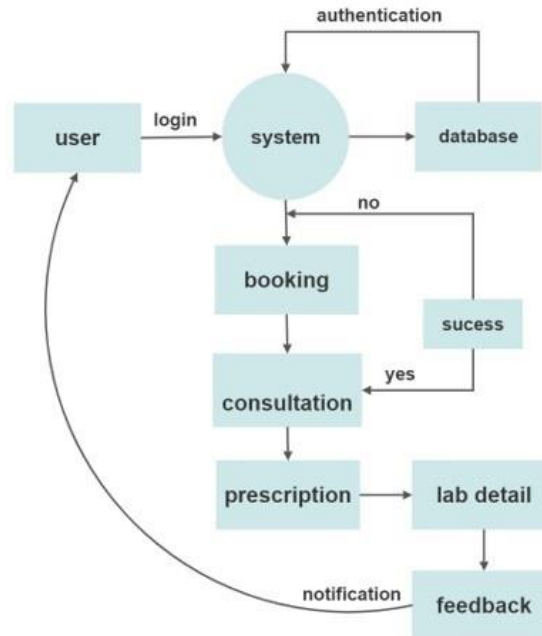 authentication
login
user
system
database
no
booking
sucess
yes
consultation
prescription
lab detail
notification
feedback